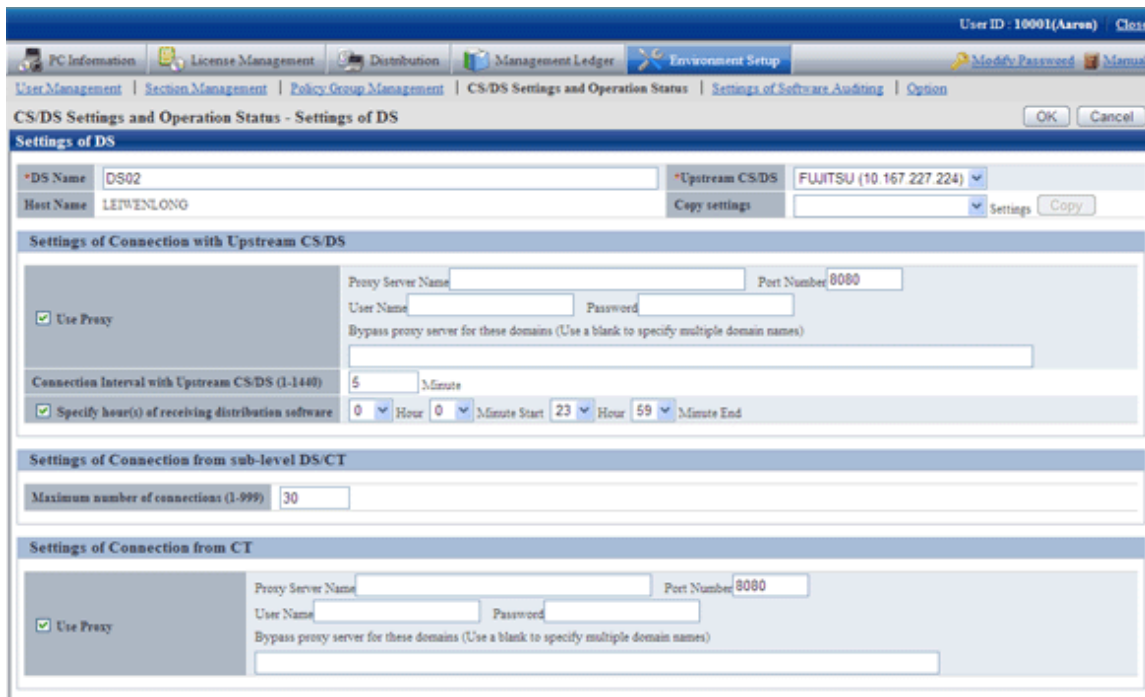 User ID : 10001(Aaron) Close
PC Information License Management Distribution Management Ledger Environment Setup Modify Password Manual
User Management | Section Management | Policy Group Management | CS/DS Settings and Operation Status | Settings of Software Auditing | Option
CS/DS Settings and Operation Status - Settings of DS OK Cancel
Settings of DS
*DS Name DS02 *Upstream CS/DS FUJITSU (10.167.227.224)
Host Name LEIWENLONG Copy settings Settings Copy
Settings of Connection with Upstream CS/DS
Proxy Server Name Port Number 8080
User Name Password
Use Proxy
Bypass proxy server for these domains (Use a blank to specify multiple domain names)
Connection Interval with Upstream CS/DS (1-1440) 5 Minute
Specify hour(s) of receiving distribution software 0 Hour 0 Minute Start 23 Hour 59 Minute End
Settings of Connection from sub-level DS/CT
Maximum number of connections (1-999) 30
Settings of Connection from CT
Proxy Server Name Port Number 8080
User Name Password
Use Proxy
Bypass proxy server for these domains (Use a blank to specify multiple domain names)